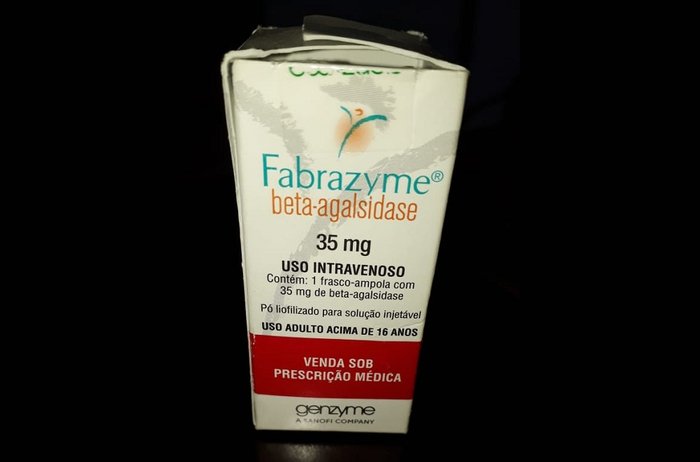 Fabrazyme®
beta-agalsidase
35 mg
USO INTRAVENOSO
Contém: 1 frasco-ampola com
35 mg de beta-agalsidase
Pó liofilizado para solução injetável
USO ADULTO ACIMA DE 16 ANOS
VENDA SOB
PRESCRIÇÃO MÉDICA
genzyme
A SANOFI COMPANY